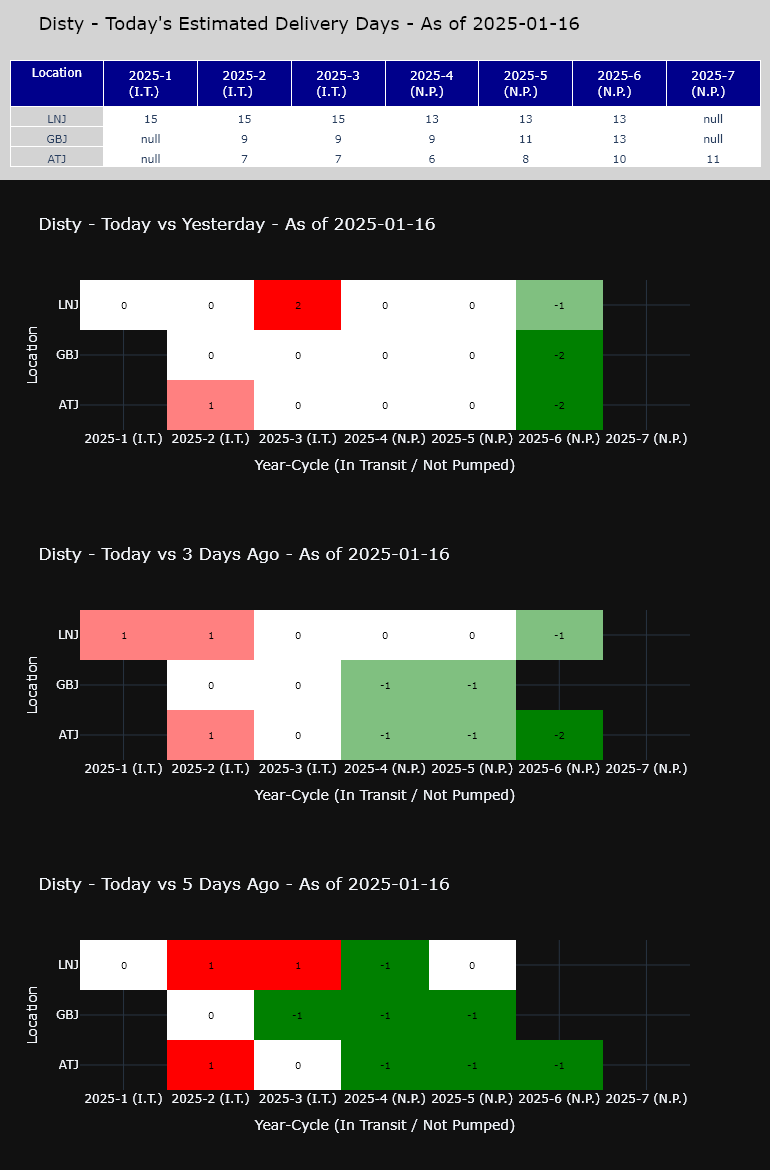 Disty - Today's Estimated Delivery Days - As of 2025-01-16
Location 2025-1 (I.T.) 2025-2 (I.T.) 2025-3 (I.T.) 2025-4 (N.P.) 2025-5 (N.P.) 2025-6 (N.P.) 2025-7 (N.P.)
LNJ 15 15 15 13 13 13 null
GBJ null 9 9 9 11 13 null
ATJ null 7 7 6 8 10 11
Disty - Today vs Yesterday - As of 2025-01-16
Location
LNJ 0 0 2 0 0 -1
GBJ 0 0 0 0 -2
ATJ 1 0 0 0 -2
2025-1 (I.T.) 2025-2 (I.T.) 2025-3 (I.T.) 2025-4 (N.P.) 2025-5 (N.P.) 2025-6 (N.P.) 2025-7 (N.P.)
Year-Cycle (In Transit / Not Pumped)
Disty - Today vs 3 Days Ago - As of 2025-01-16
Location
LNJ 1 1 0 0 0 -1
GBJ 0 0 -1 -1
ATJ 1 0 -1 -1 -2
2025-1 (I.T.) 2025-2 (I.T.) 2025-3 (I.T.) 2025-4 (N.P.) 2025-5 (N.P.) 2025-6 (N.P.) 2025-7 (N.P.)
Year-Cycle (In Transit / Not Pumped)
Disty - Today vs 5 Days Ago - As of 2025-01-16
Location
LNJ 0 1 1 -1 0
GBJ 0 -1 -1 -1
ATJ 1 0 -1 -1 -1
2025-1 (I.T.) 2025-2 (I.T.) 2025-3 (I.T.) 2025-4 (N.P.) 2025-5 (N.P.) 2025-6 (N.P.) 2025-7 (N.P.)
Year-Cycle (In Transit / Not Pumped)